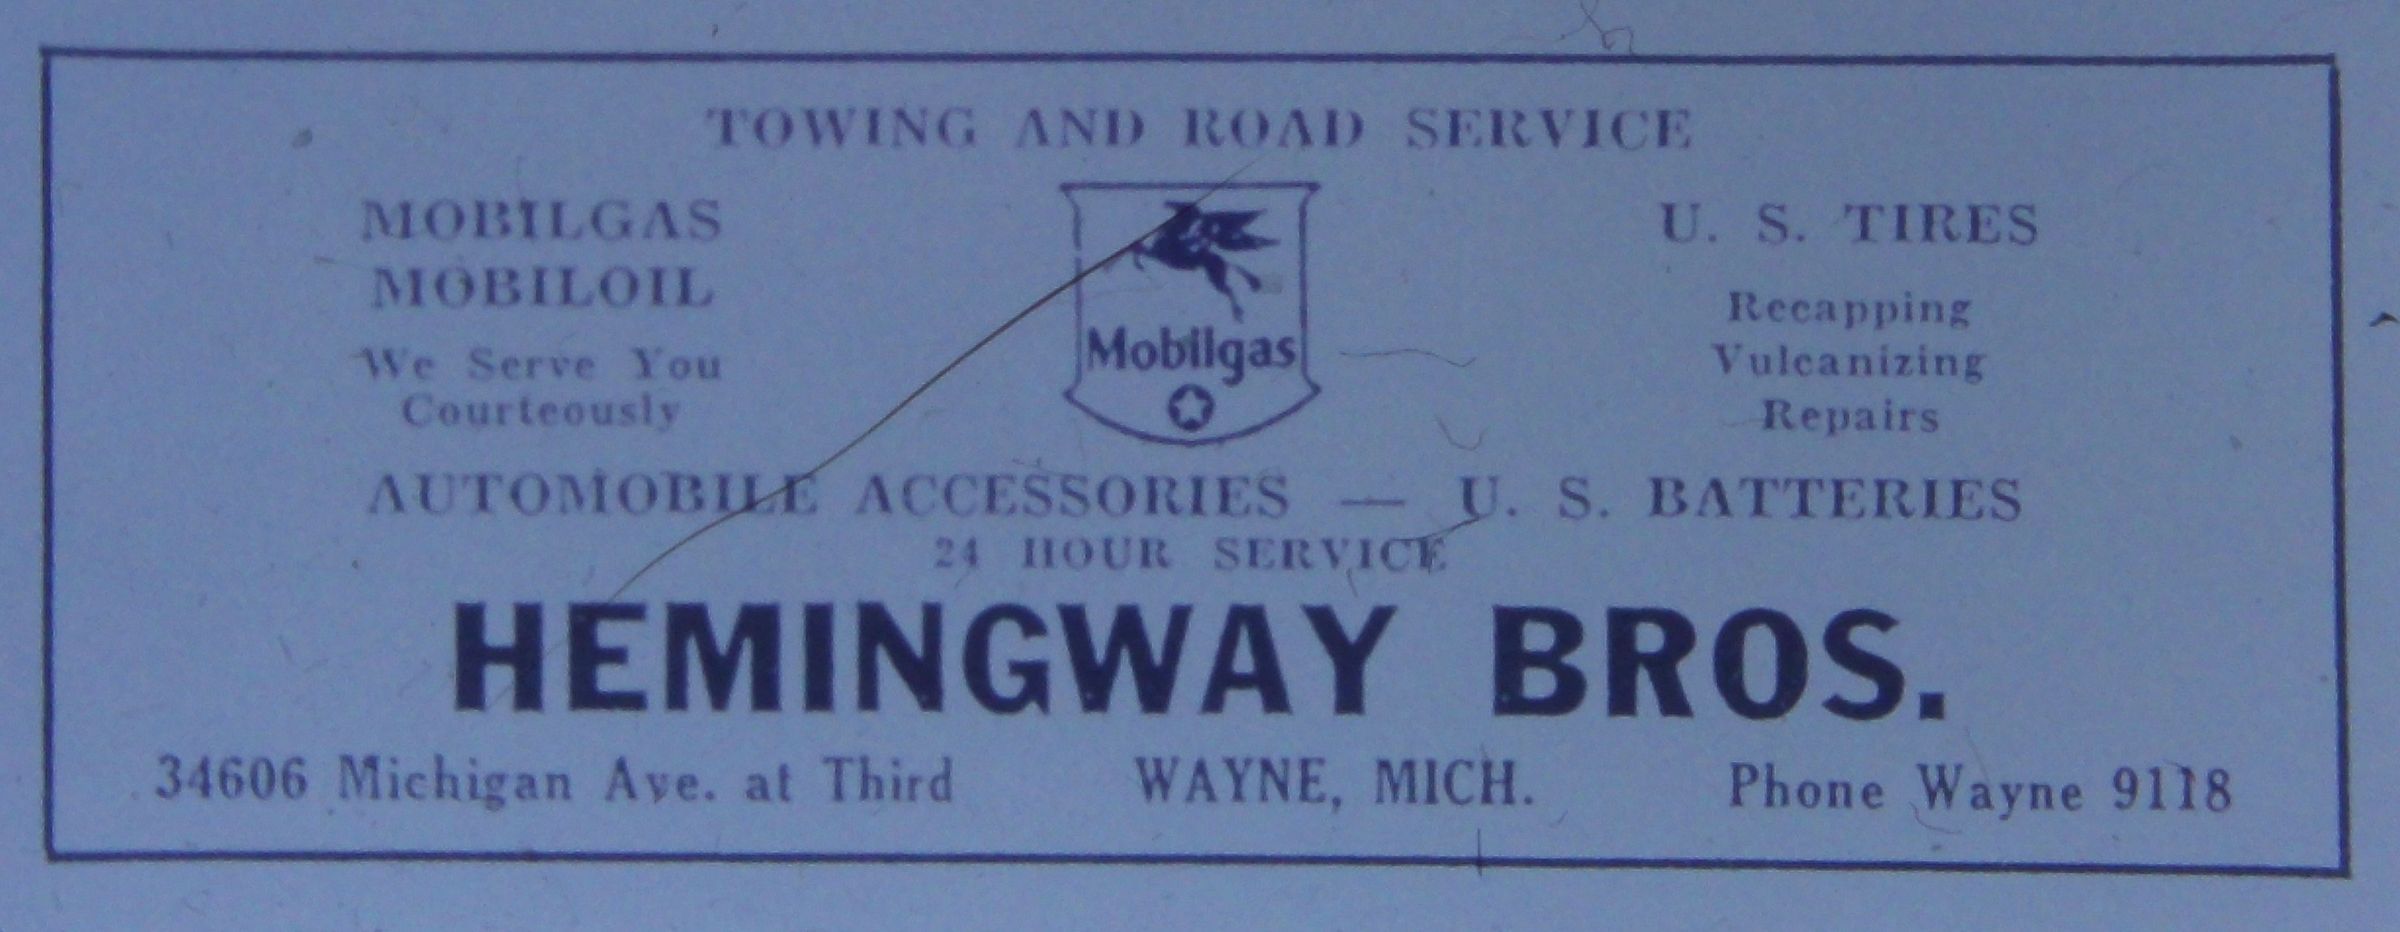 TOWING AND ROAD SERVICE
MOBILGAS
MOBILOIL
We Serve You
Courteously
Mobilgas
U. S. TIRES
Recapping
Vulcanizing
Repairs
AUTOMOBILE ACCESSORIES — U. S. BATTERIES
24 HOUR SERVICE
HEMINGWAY BROS.
34606 Michigan Ave. at Third WAYNE, MICH. Phone Wayne 9118